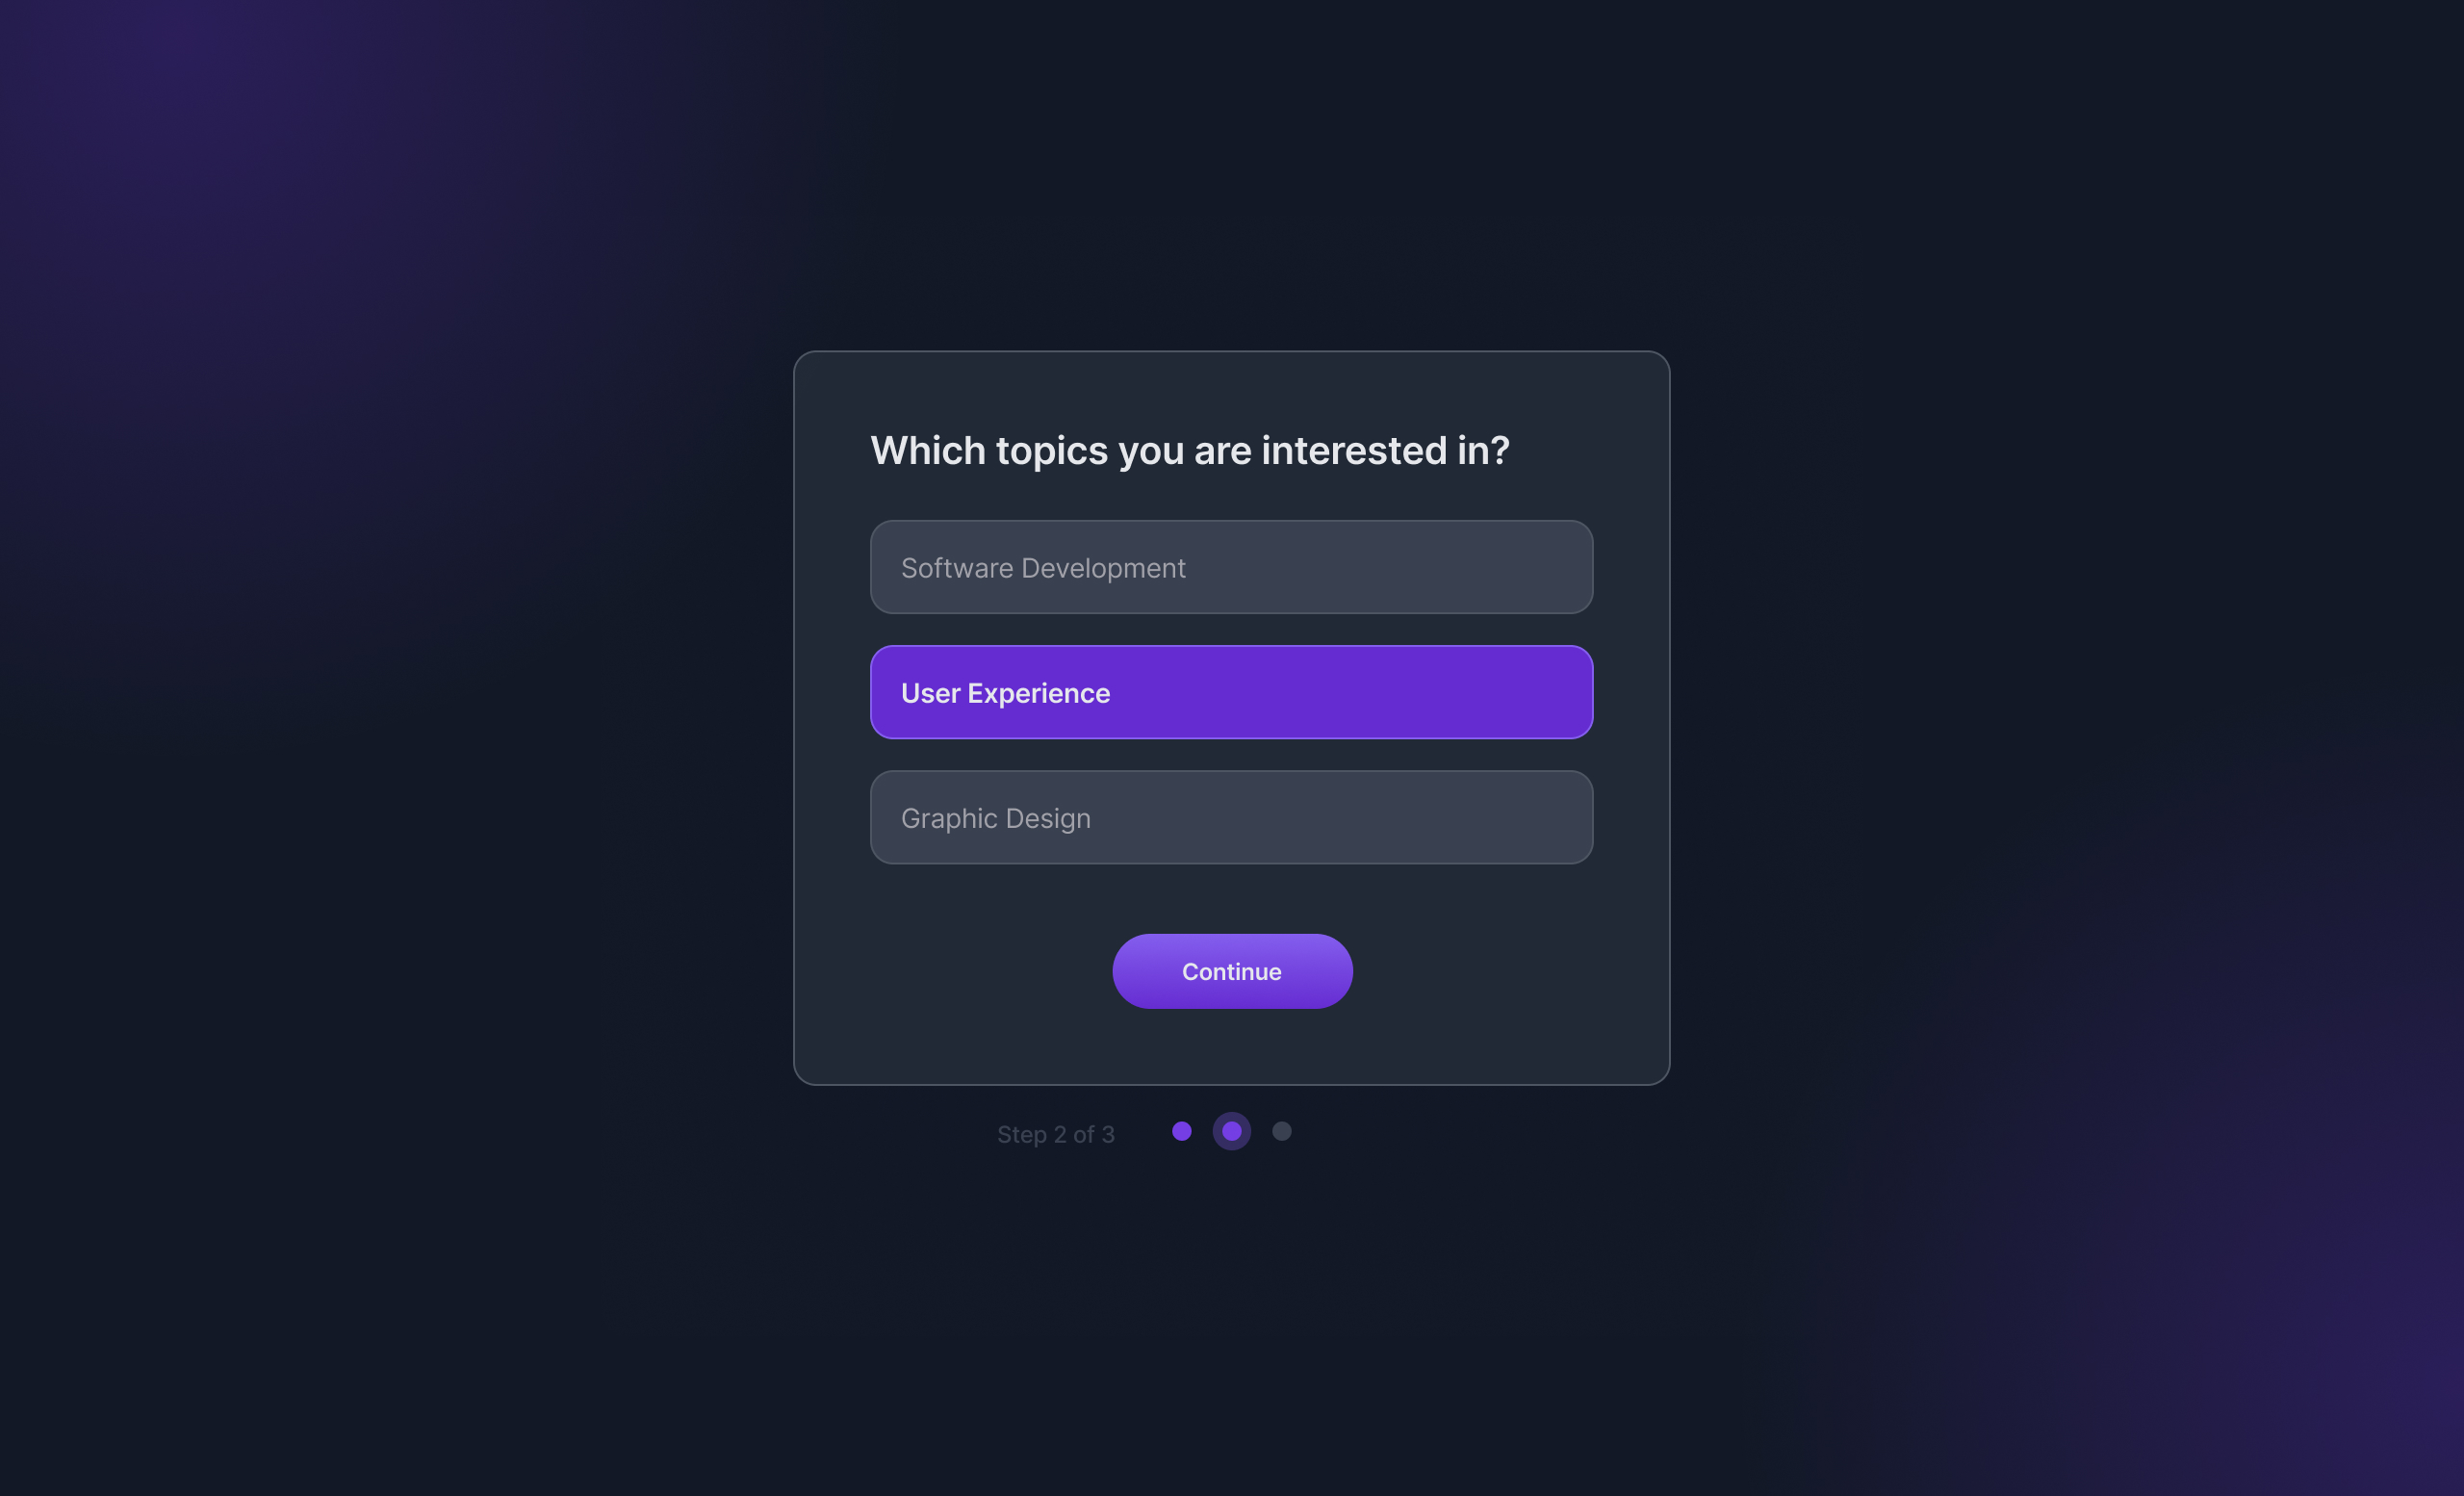 Which topics you are interested in?
Software Development
User Experience
Graphic Design
Continue
Step 2 of 3